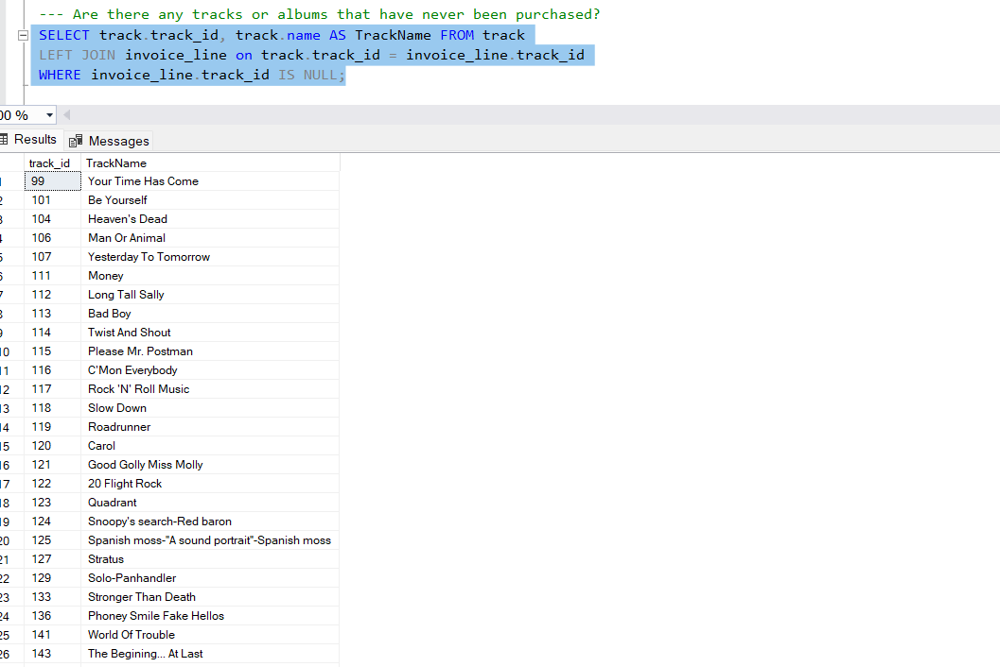 --- Are there any tracks or albums that have never been purchased?
SELECT track.track_id, track.name AS TrackName FROM track
LEFT JOIN invoice_line on track.track_id = invoice_line.track_id
WHERE invoice_line.track_id IS NULL;
00 %
Results Messages
track_id TrackName
1 99 Your Time Has Come
2 101 Be Yourself
3 104 Heaven's Dead
4 106 Man Or Animal
5 107 Yesterday To Tomorrow
6 111 Money
7 112 Long Tall Sally
8 113 Bad Boy
9 114 Twist And Shout
10 115 Please Mr. Postman
11 116 C'Mon Everybody
12 117 Rock 'N' Roll Music
13 118 Slow Down
14 119 Roadrunner
15 120 Carol
16 121 Good Golly Miss Molly
17 122 20 Flight Rock
18 123 Quadrant
19 124 Snoopy's search-Red baron
20 125 Spanish moss-"A sound portrait"-Spanish moss
21 127 Stratus
22 129 Solo-Panhandler
23 133 Stronger Than Death
24 136 Phoney Smile Fake Hellos
25 141 World Of Trouble
26 143 The Begining... At Last